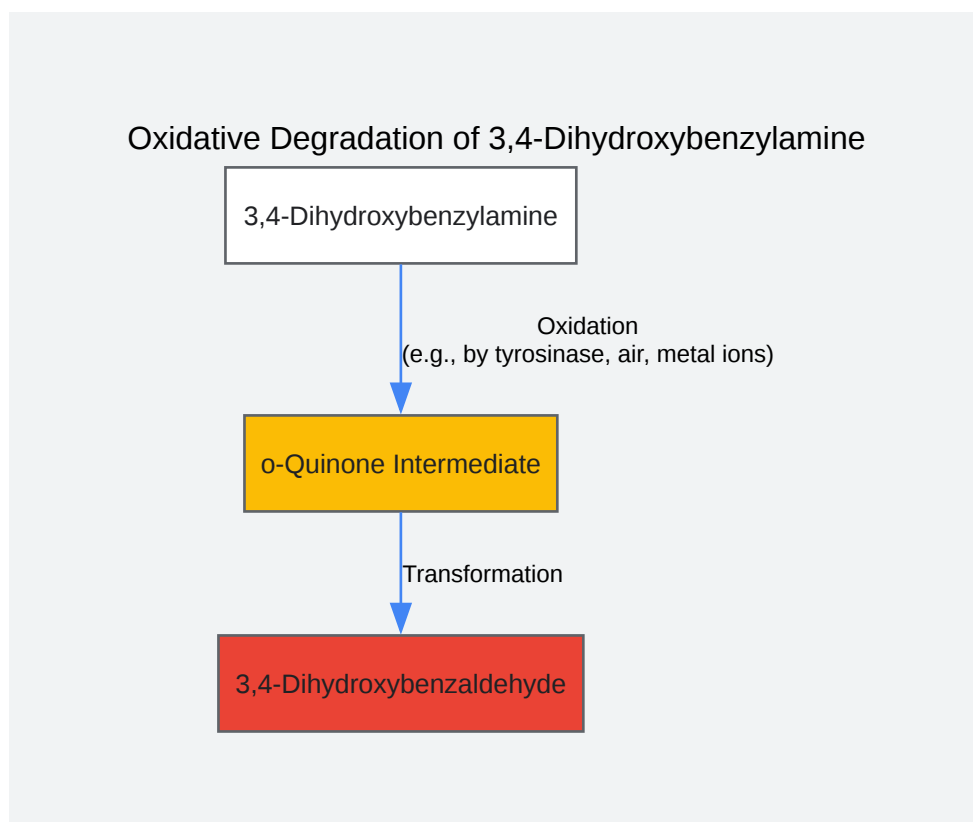 Oxidative Degradation of 3,4-Dihydroxybenzylamine
3,4-Dihydroxybenzylamine
Oxidation
(e.g., by tyrosinase, air, metal ions)
o-Quinone Intermediate
Transformation
3,4-Dihydroxybenzaldehyde